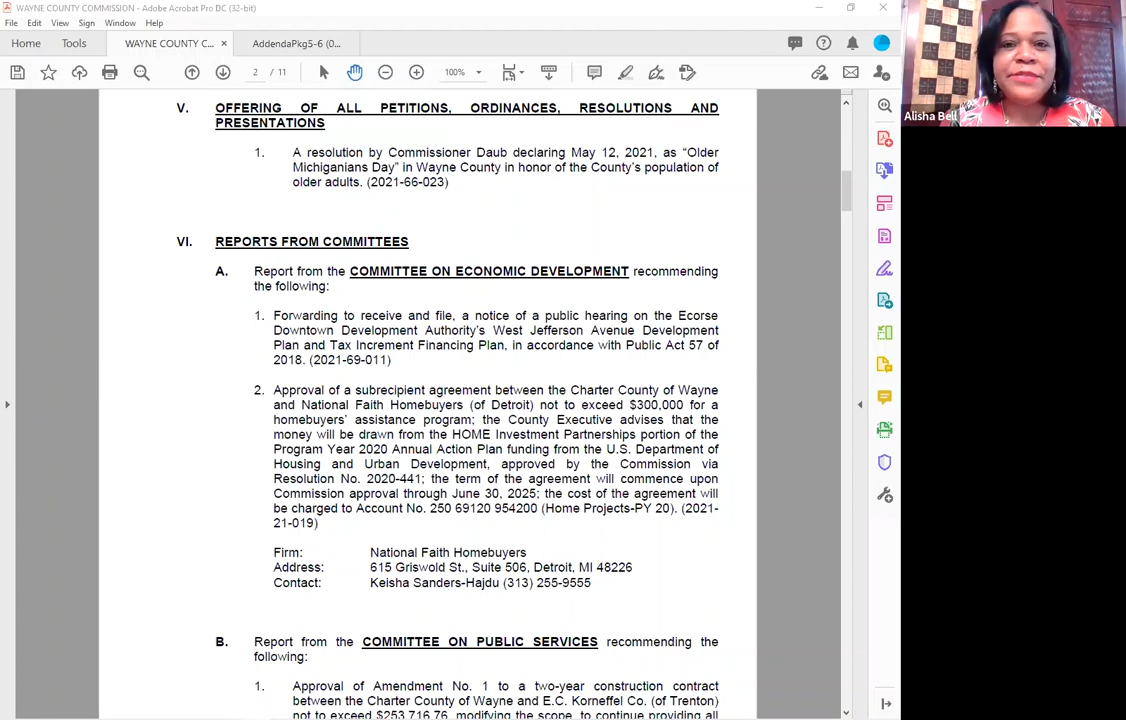 WAYNE COUNTY COMMISSION - Adobe Acrobat Pro DC (32-bit)
File Edit View Sign Window Help
Home Tools WAYNE COUNTY C... × AddendaPkg5-6 (0...
2 / 11 100%
Alisha Bell
V. OFFERING OF ALL PETITIONS, ORDINANCES, RESOLUTIONS AND
PRESENTATIONS
1. A resolution by Commissioner Daub declaring May 12, 2021, as “Older
Michiganians Day” in Wayne County in honor of the County’s population of
older adults. (2021-66-023)
VI. REPORTS FROM COMMITTEES
A. Report from the COMMITTEE ON ECONOMIC DEVELOPMENT recommending
the following:
1. Forwarding to receive and file, a notice of a public hearing on the Ecorse
Downtown Development Authority’s West Jefferson Avenue Development
Plan and Tax Increment Financing Plan, in accordance with Public Act 57 of
2018. (2021-69-011)
2. Approval of a subrecipient agreement between the Charter County of Wayne
and National Faith Homebuyers (of Detroit) not to exceed $300,000 for a
homebuyers’ assistance program; the County Executive advises that the
money will be drawn from the HOME Investment Partnerships portion of the
Program Year 2020 Annual Action Plan funding from the U.S. Department of
Housing and Urban Development, approved by the Commission via
Resolution No. 2020-441; the term of the agreement will commence upon
Commission approval through June 30, 2025; the cost of the agreement will
be charged to Account No. 250 69120 954200 (Home Projects-PY 20). (2021-
21-019)
Firm: National Faith Homebuyers
Address: 615 Griswold St., Suite 506, Detroit, MI 48226
Contact: Keisha Sanders-Hajdu (313) 255-9555
B. Report from the COMMITTEE ON PUBLIC SERVICES recommending the
following:
1. Approval of Amendment No. 1 to a two-year construction contract
between the Charter County of Wayne and E.C. Korneffel Co. (of Trenton)
not to exceed $253,716.76, modifying the scope, to continue providing all